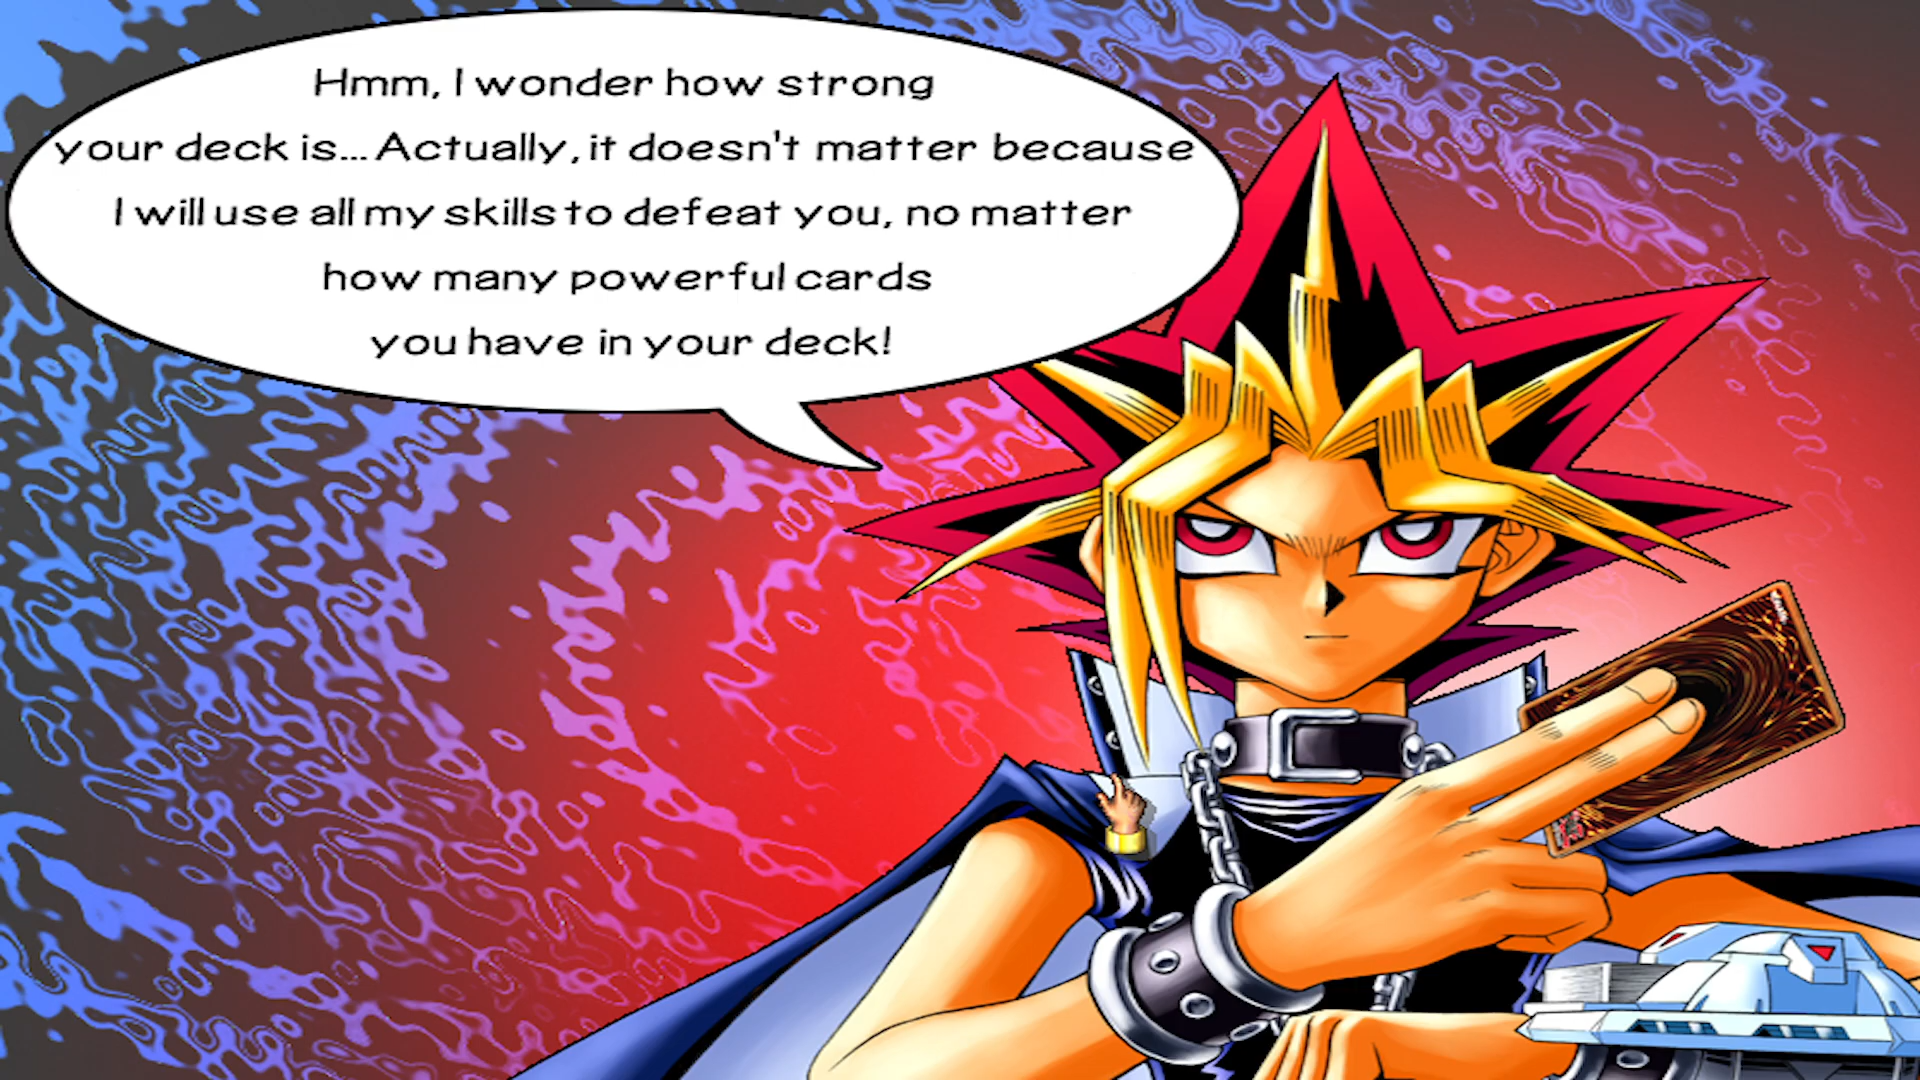 Hmm, I wonder how strong
your deck is... Actually, it doesn't matter because
I will use all my skills to defeat you, no matter
how many powerful cards
you have in your deck!